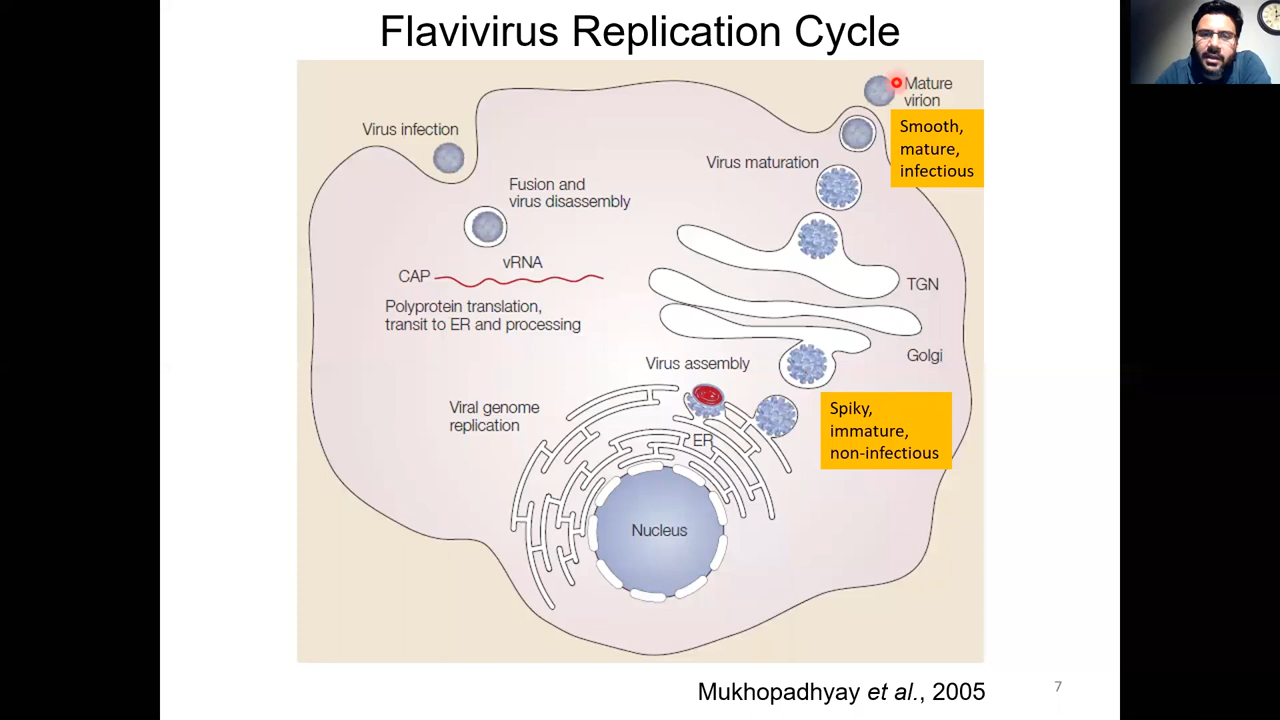 Flavivirus Replication Cycle
Mature
virion
Smooth,
mature,
infectious
Virus infection
Virus maturation
Fusion and
virus disassembly
vRNA
CAP
TGN
Polyprotein translation,
transit to ER and processing
Golgi
Virus assembly
Viral genome
replication
Spiky,
immature,
non-infectious
ER
Nucleus
Mukhopadhyay et al., 2005
7